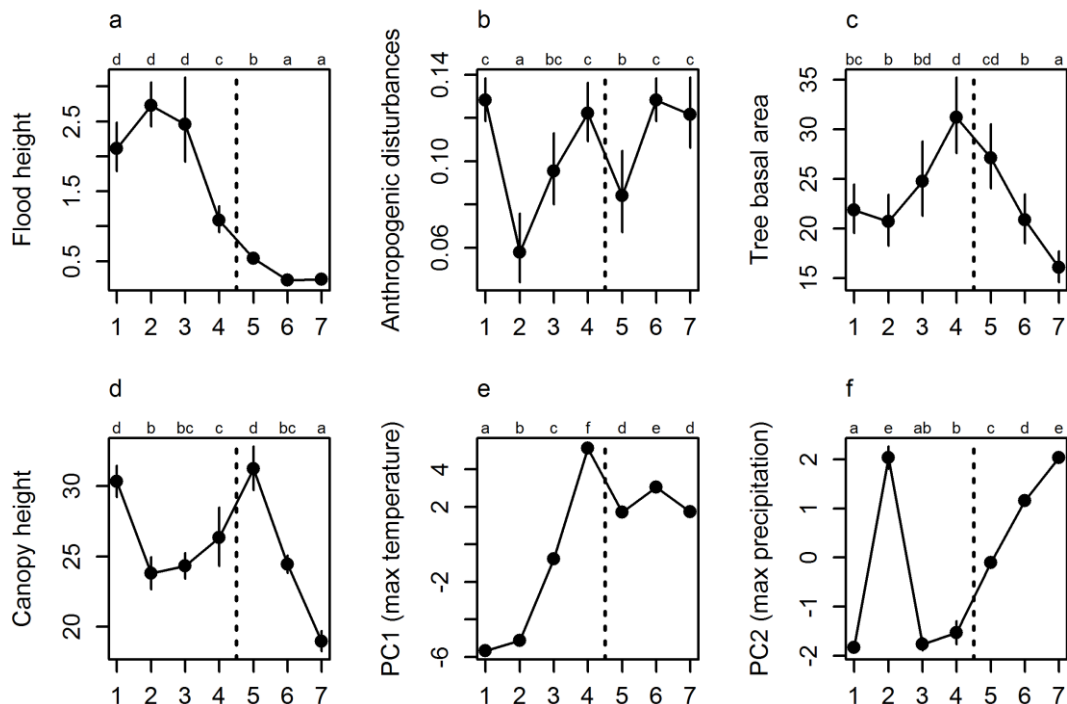 a
d d d c b a a
Flood height
2.5
1.5
0.5
1 2 3 4 5 6 7
b
c a bc c b c c
Anthropogenic disturbances
0.14
0.10
0.06
1 2 3 4 5 6 7
c
bc b bd d cd b a
Tree basal area
35
30
25
20
15
1 2 3 4 5 6 7
d
d b bc c d bc a
Canopy height
30
25
20
1 2 3 4 5 6 7
e
a b c f d e d
PC1 (max temperature)
4
2
-2
-6
1 2 3 4 5 6 7
f
a e ab b c d e
PC2 (max precipitation)
2
1
0
-1
-2
1 2 3 4 5 6 7